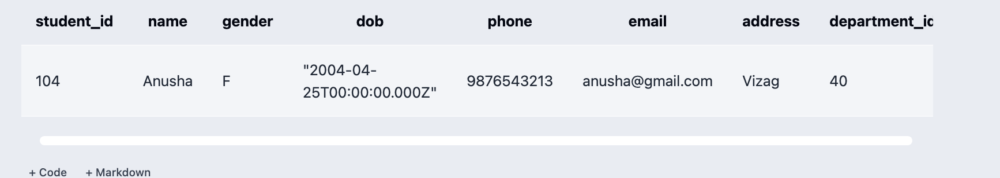 student_id name gender dob phone email address department_id
104 Anusha F "2004-04-25T00:00:00.000Z" 9876543213 anusha@gmail.com Vizag 40
+ Code + Markdown